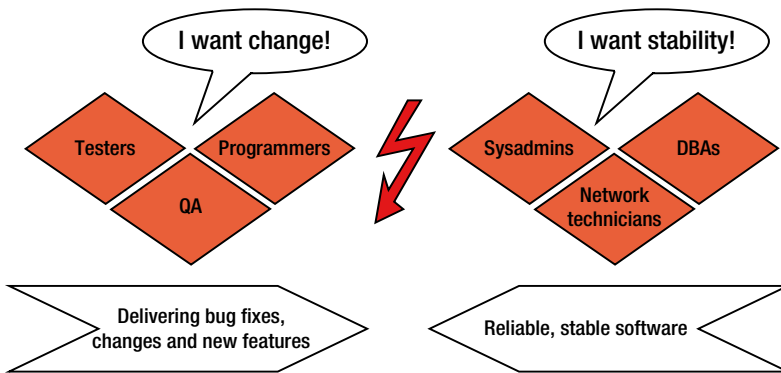 I want change!
I want stability!
Testers
Programmers
QA
Sysadmins
DBAs
Network
technicians
Delivering bug fixes,
changes and new features
Reliable, stable software